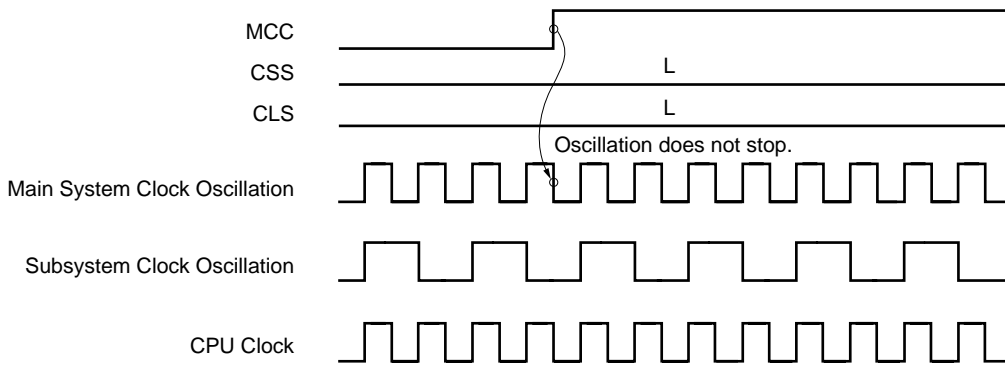 MCC
CSS
L
CLS
L
Oscillation does not stop.
Main System Clock Oscillation
Subsystem Clock Oscillation
CPU Clock